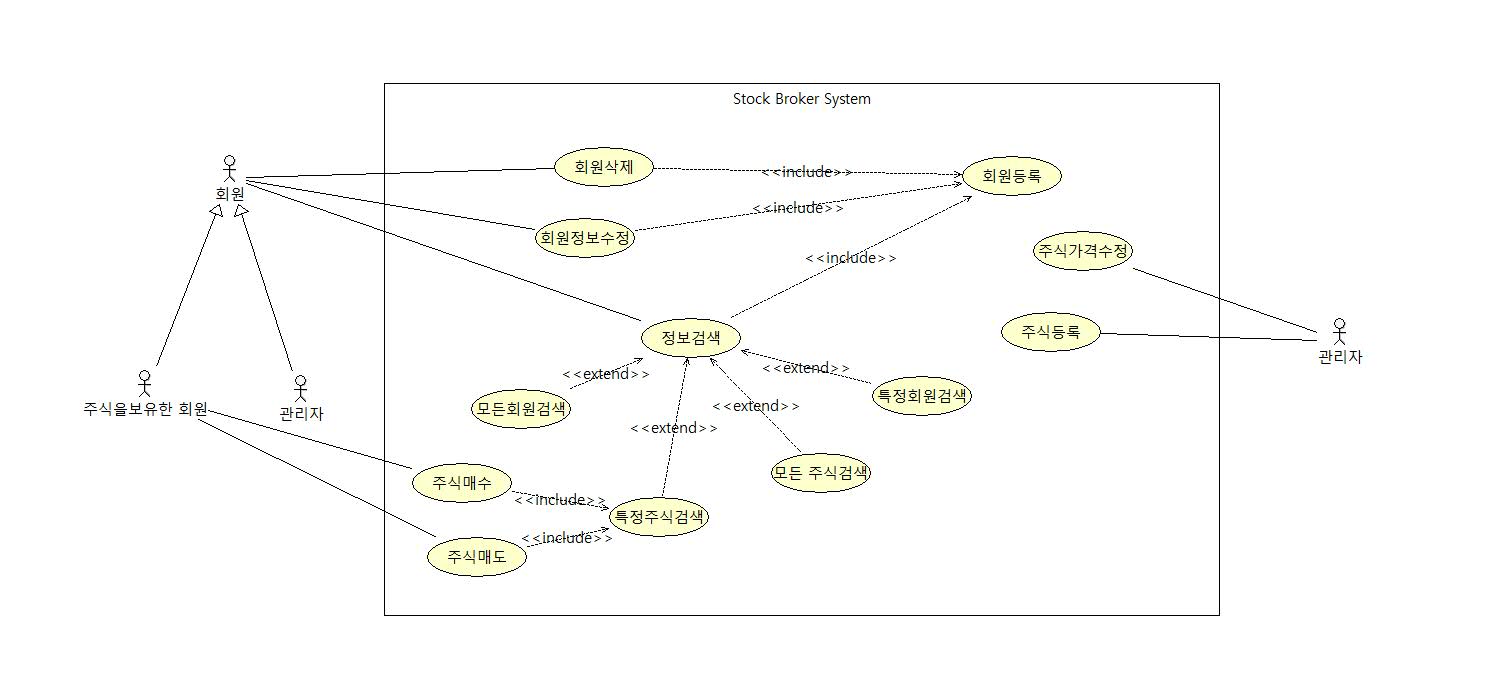 Stock Broker System
회원
회원삭제
<<include>>
회원등록
회원정보수정
<<include>>
<<include>>
주식가격수정
정보검색
주식등록
관리자
<<extend>>
<<extend>>
주식을보유한 회원
관리자
모든회원검색
<<extend>>
특정회원검색
<<extend>>
주식매수
모든 주식검색
<<include>>
특정주식검색
<<include>>
주식매도